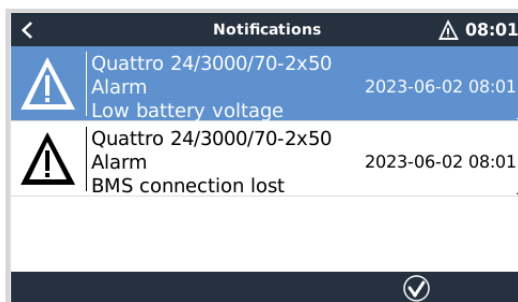 Notifications
08:01
Quattro 24/3000/70-2x50
Alarm
2023-06-02 08:01
Low battery voltage
Quattro 24/3000/70-2x50
Alarm
2023-06-02 08:01
BMS connection lost